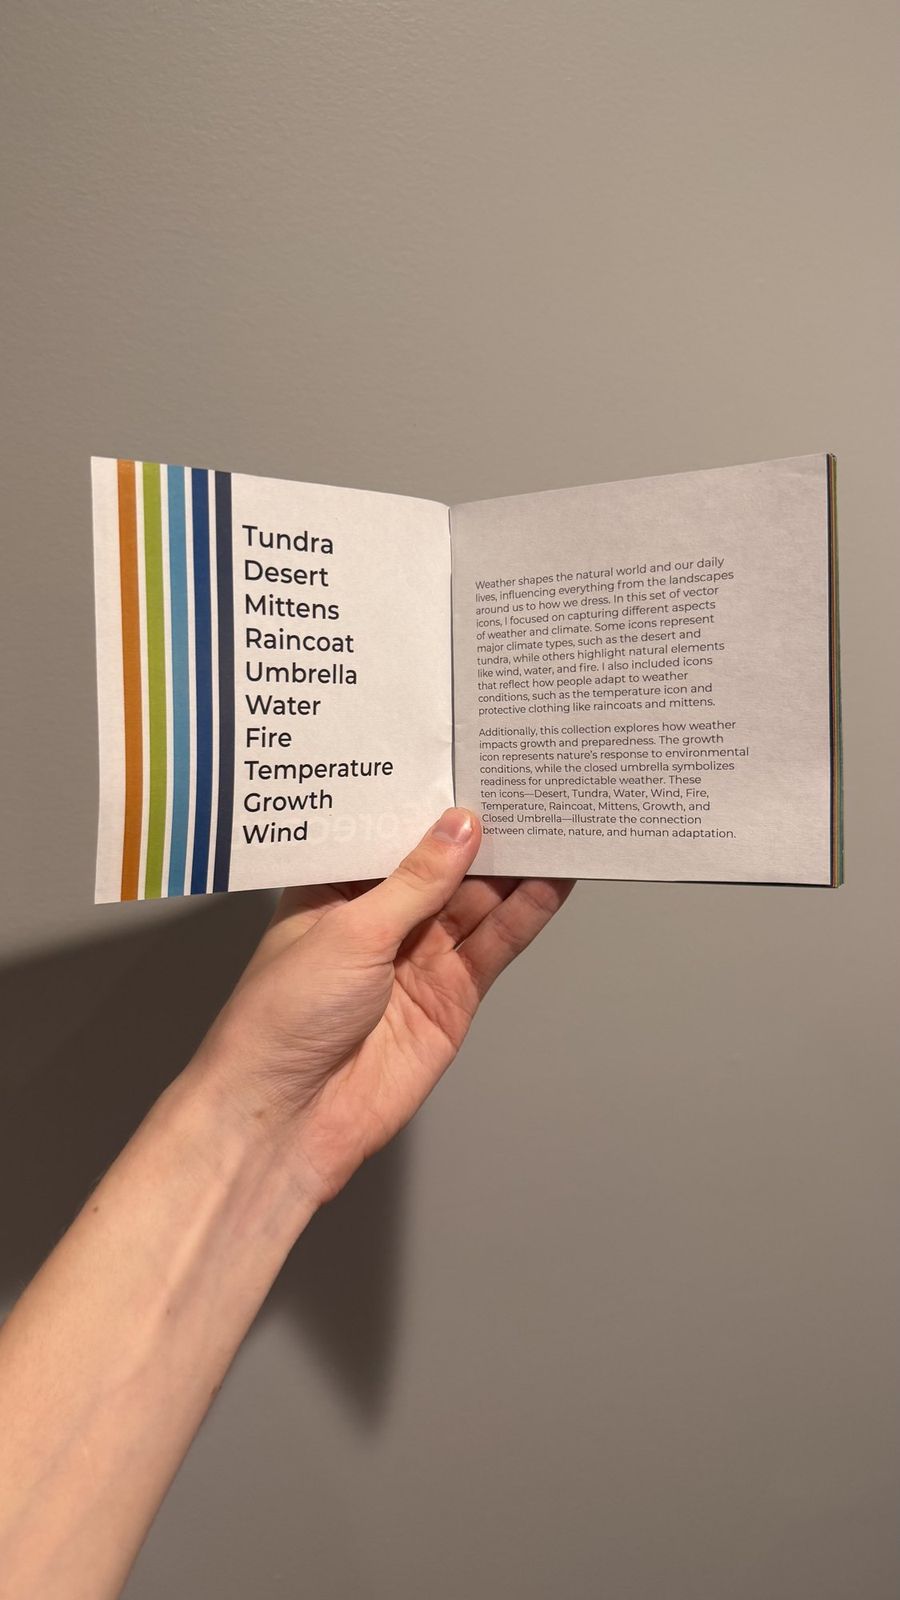 Tundra
Desert
Mittens
Raincoat
Umbrella
Water
Fire
Temperature
Growth
Wind
Weather shapes the natural world and our daily
lives, influencing everything from the landscapes
around us to how we dress. In this set of vector
icons, I focused on capturing different aspects
of weather and climate. Some icons represent
major climate types, such as the desert and
tundra, while others highlight natural elements
like wind, water, and fire. I also included icons
that reflect how people adapt to weather
conditions, such as the temperature icon and
protective clothing like raincoats and mittens.
Additionally, this collection explores how weather
impacts growth and preparedness. The growth
icon represents nature's response to environmental
conditions, while the closed umbrella symbolizes
readiness for unpredictable weather. These
ten icons—Desert, Tundra, Water, Wind, Fire,
Temperature, Raincoat, Mittens, Growth, and
Closed Umbrella—illustrate the connection
between climate, nature, and human adaptation.